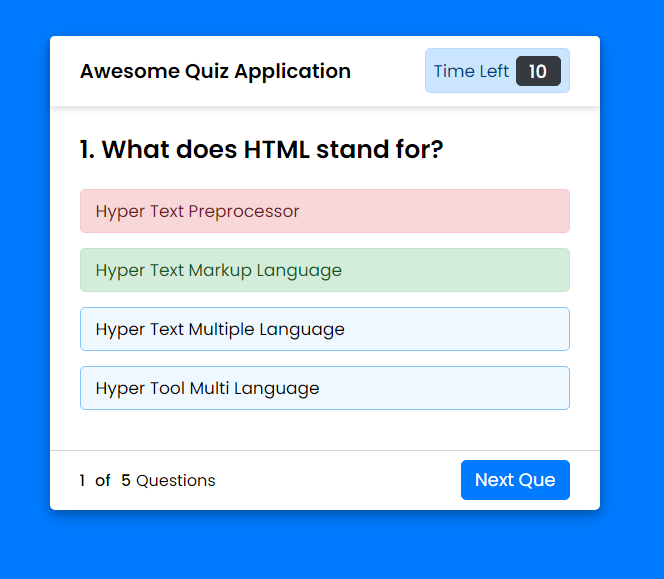 Awesome Quiz Application
Time Left 10
1. What does HTML stand for?
Hyper Text Preprocessor
Hyper Text Markup Language
Hyper Text Multiple Language
Hyper Tool Multi Language
1 of 5 Questions
Next Que